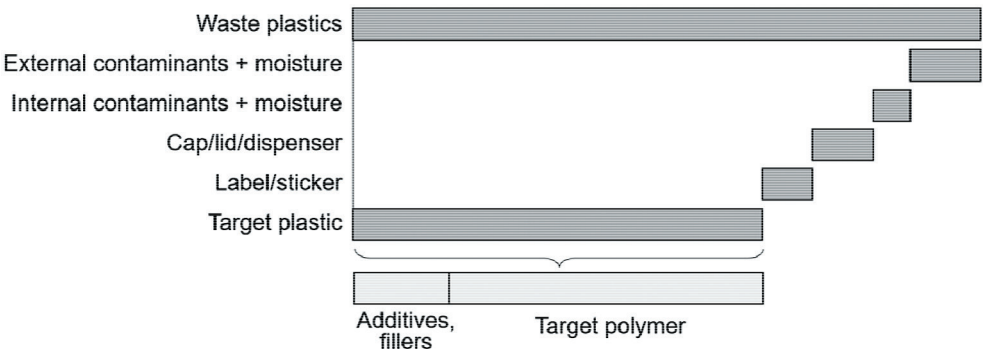 Waste plastics
External contaminants + moisture
Internal contaminants + moisture
Cap/lid/dispenser
Label/sticker
Target plastic
Additives,
fillers
Target polymer